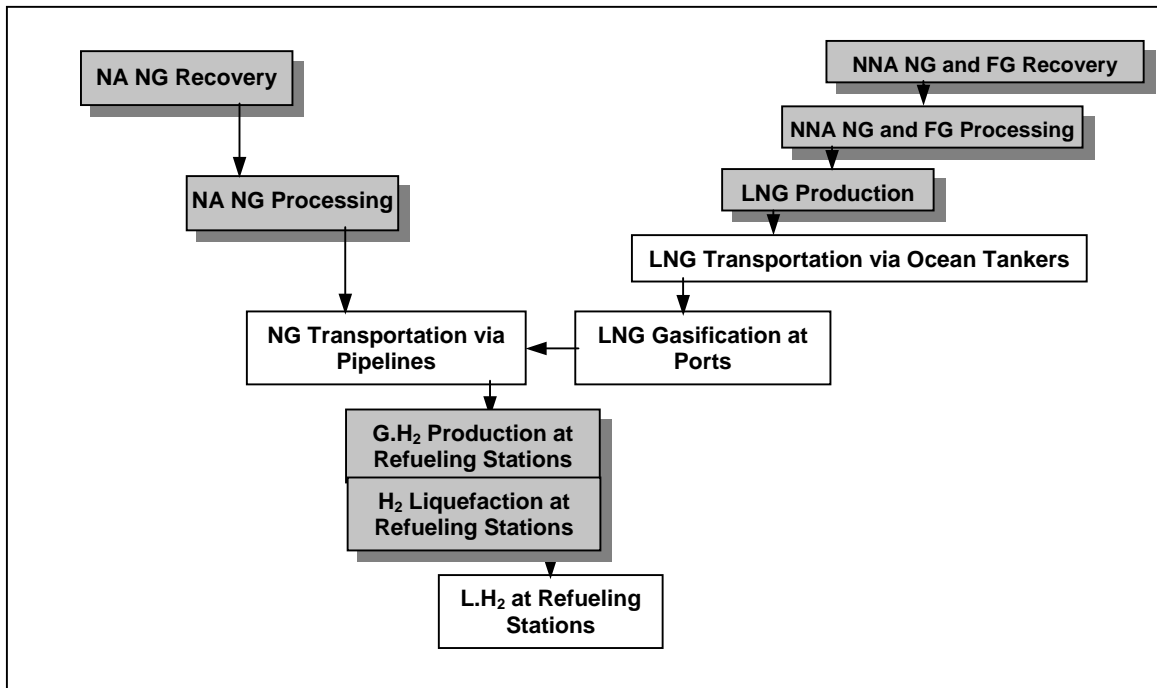 NA NG Recovery
NNA NG and FG Recovery
NNA NG and FG Processing
NA NG Processing
LNG Production
LNG Transportation via Ocean Tankers
NG Transportation via
Pipelines
LNG Gasification at
Ports
G.H₂ Production at
Refueling Stations
H₂ Liquefaction at
Refueling Stations
L.H₂ at Refueling
Stations